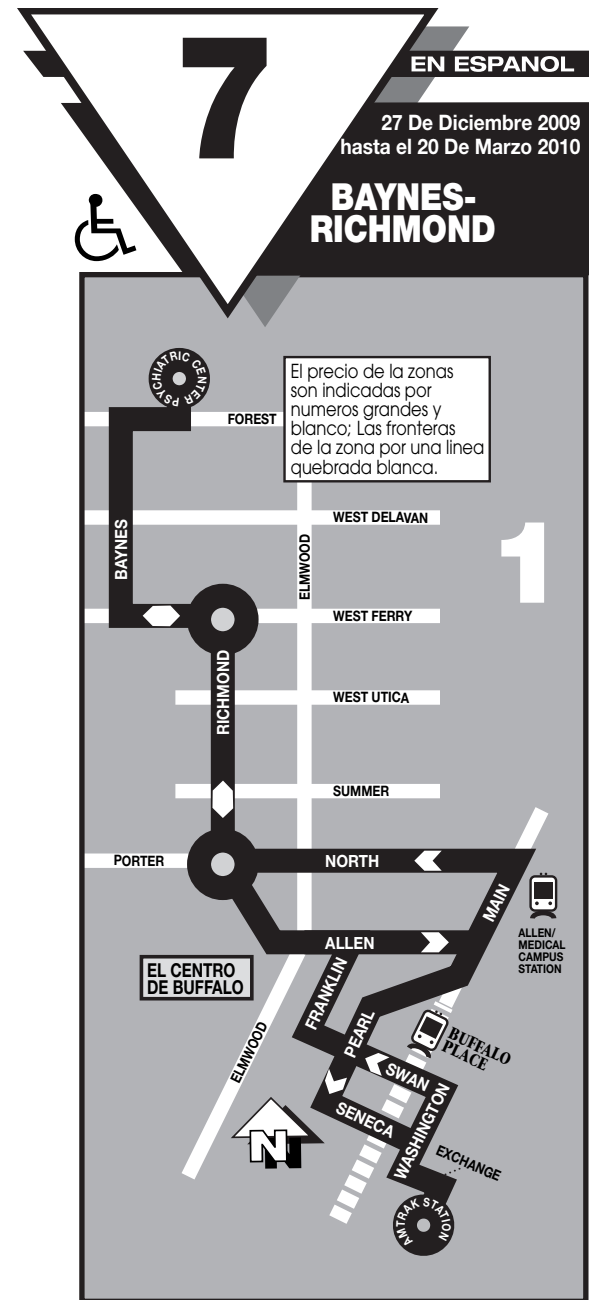 7
EN ESPANOL
27 De Diciembre 2009
hasta el 20 De Marzo 2010
BAYNES-
RICHMOND
PSYCHIATRIC CENTER
El precio de la zonas
son indicadas por
numeros grandes y
blanco; Las fronteras
de la zona por una linea
quebrada blanca.
FOREST
WEST DELAVAN
BAYNES
ELMWOOD
1
WEST FERRY
RICHMOND
WEST UTICA
SUMMER
PORTER
NORTH
MAIN
ALLEN/
MEDICAL
CAMPUS
STATION
ALLEN
EL CENTRO
DE BUFFALO
FRANKLIN
PEARL
BUFFALO
PLACE
ELMWOOD
SWAN
SENECA
WASHINGTON
N
EXCHANGE
AMTRAK STATION